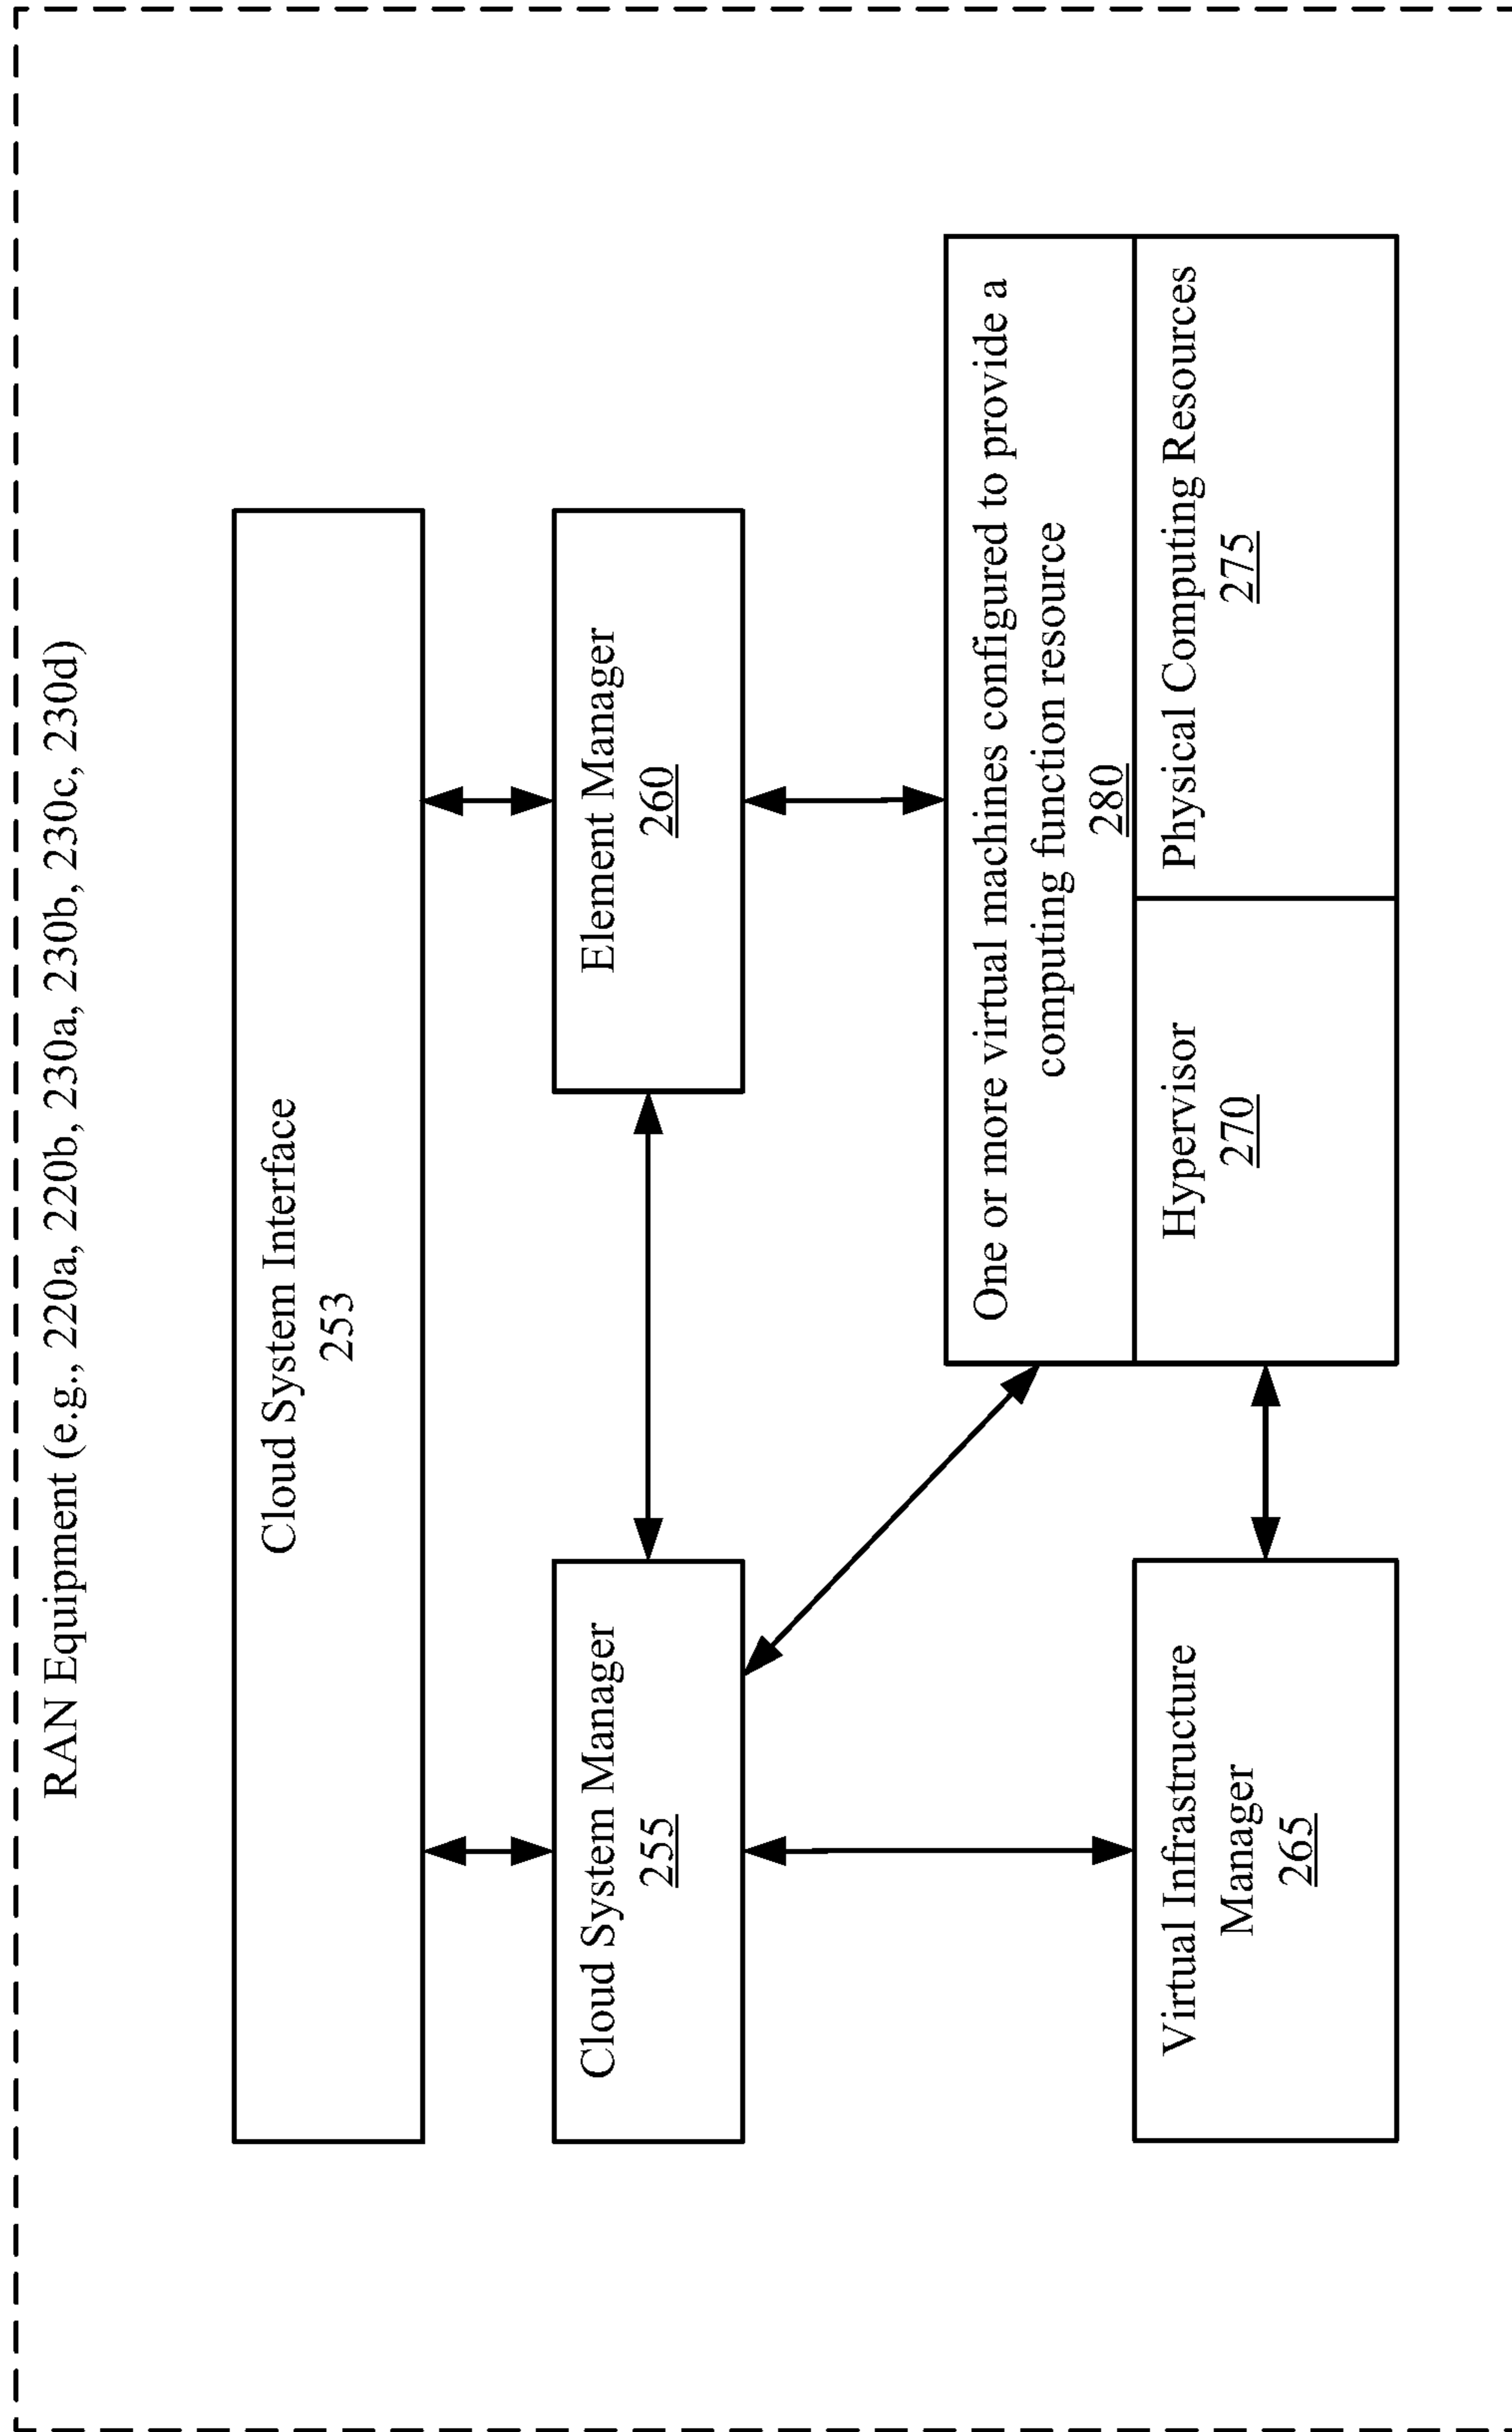 RAN Equipment (e.g., 220a, 220b, 230a, 230b, 230c, 230d)
Cloud System Interface
253
Cloud System Manager
255
Element Manager
260
One or more virtual machines configured to provide a
computing function resource
280
Virtual Infrastructure
Manager
265
Hypervisor
270
Physical Computing Resources
275